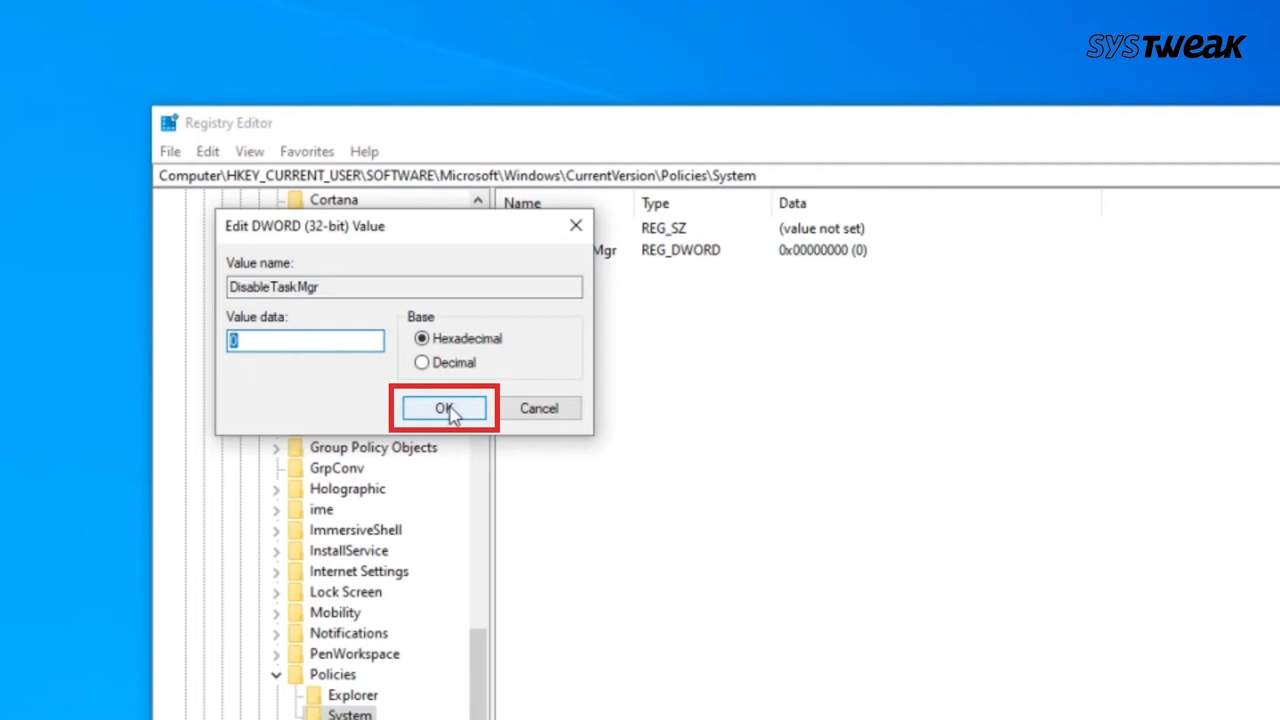 SYSTWEAK
Registry Editor
File Edit View Favorites Help
Computer\HKEY_CURRENT_USER\SOFTWARE\Microsoft\Windows\CurrentVersion\Policies\System
Cortana
Name Type Data
REG_SZ (value not set)
Mgr REG_DWORD 0x00000000 (0)
Edit DWORD (32-bit) Value
Value name:
DisableTaskMgr
Value data:
0
Base
Hexadecimal
Decimal
OK Cancel
Group Policy Objects
GrpConv
Holographic
ime
ImmersiveShell
InstallService
Internet Settings
Lock Screen
Mobility
Notifications
PenWorkspace
Policies
Explorer
System